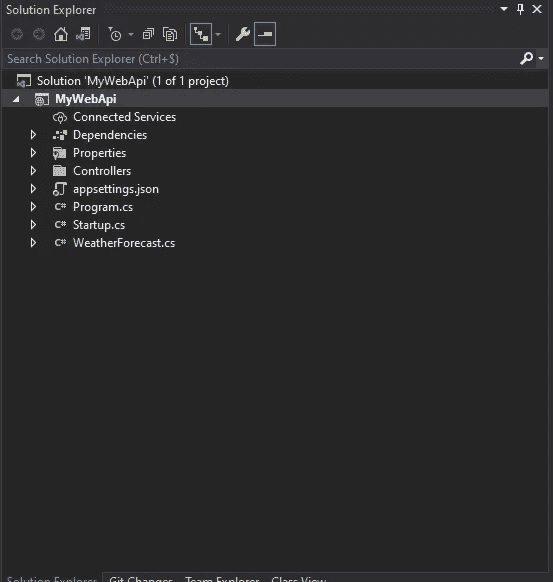 Solution Explorer
Search Solution Explorer (Ctrl+$)
Solution 'MyWebApi' (1 of 1 project)
MyWebApi
Connected Services
Dependencies
Properties
Controllers
appsettings.json
C# Program.cs
C# Startup.cs
C# WeatherForecast.cs
Solution Explorer Git Changes Team Explorer Class View